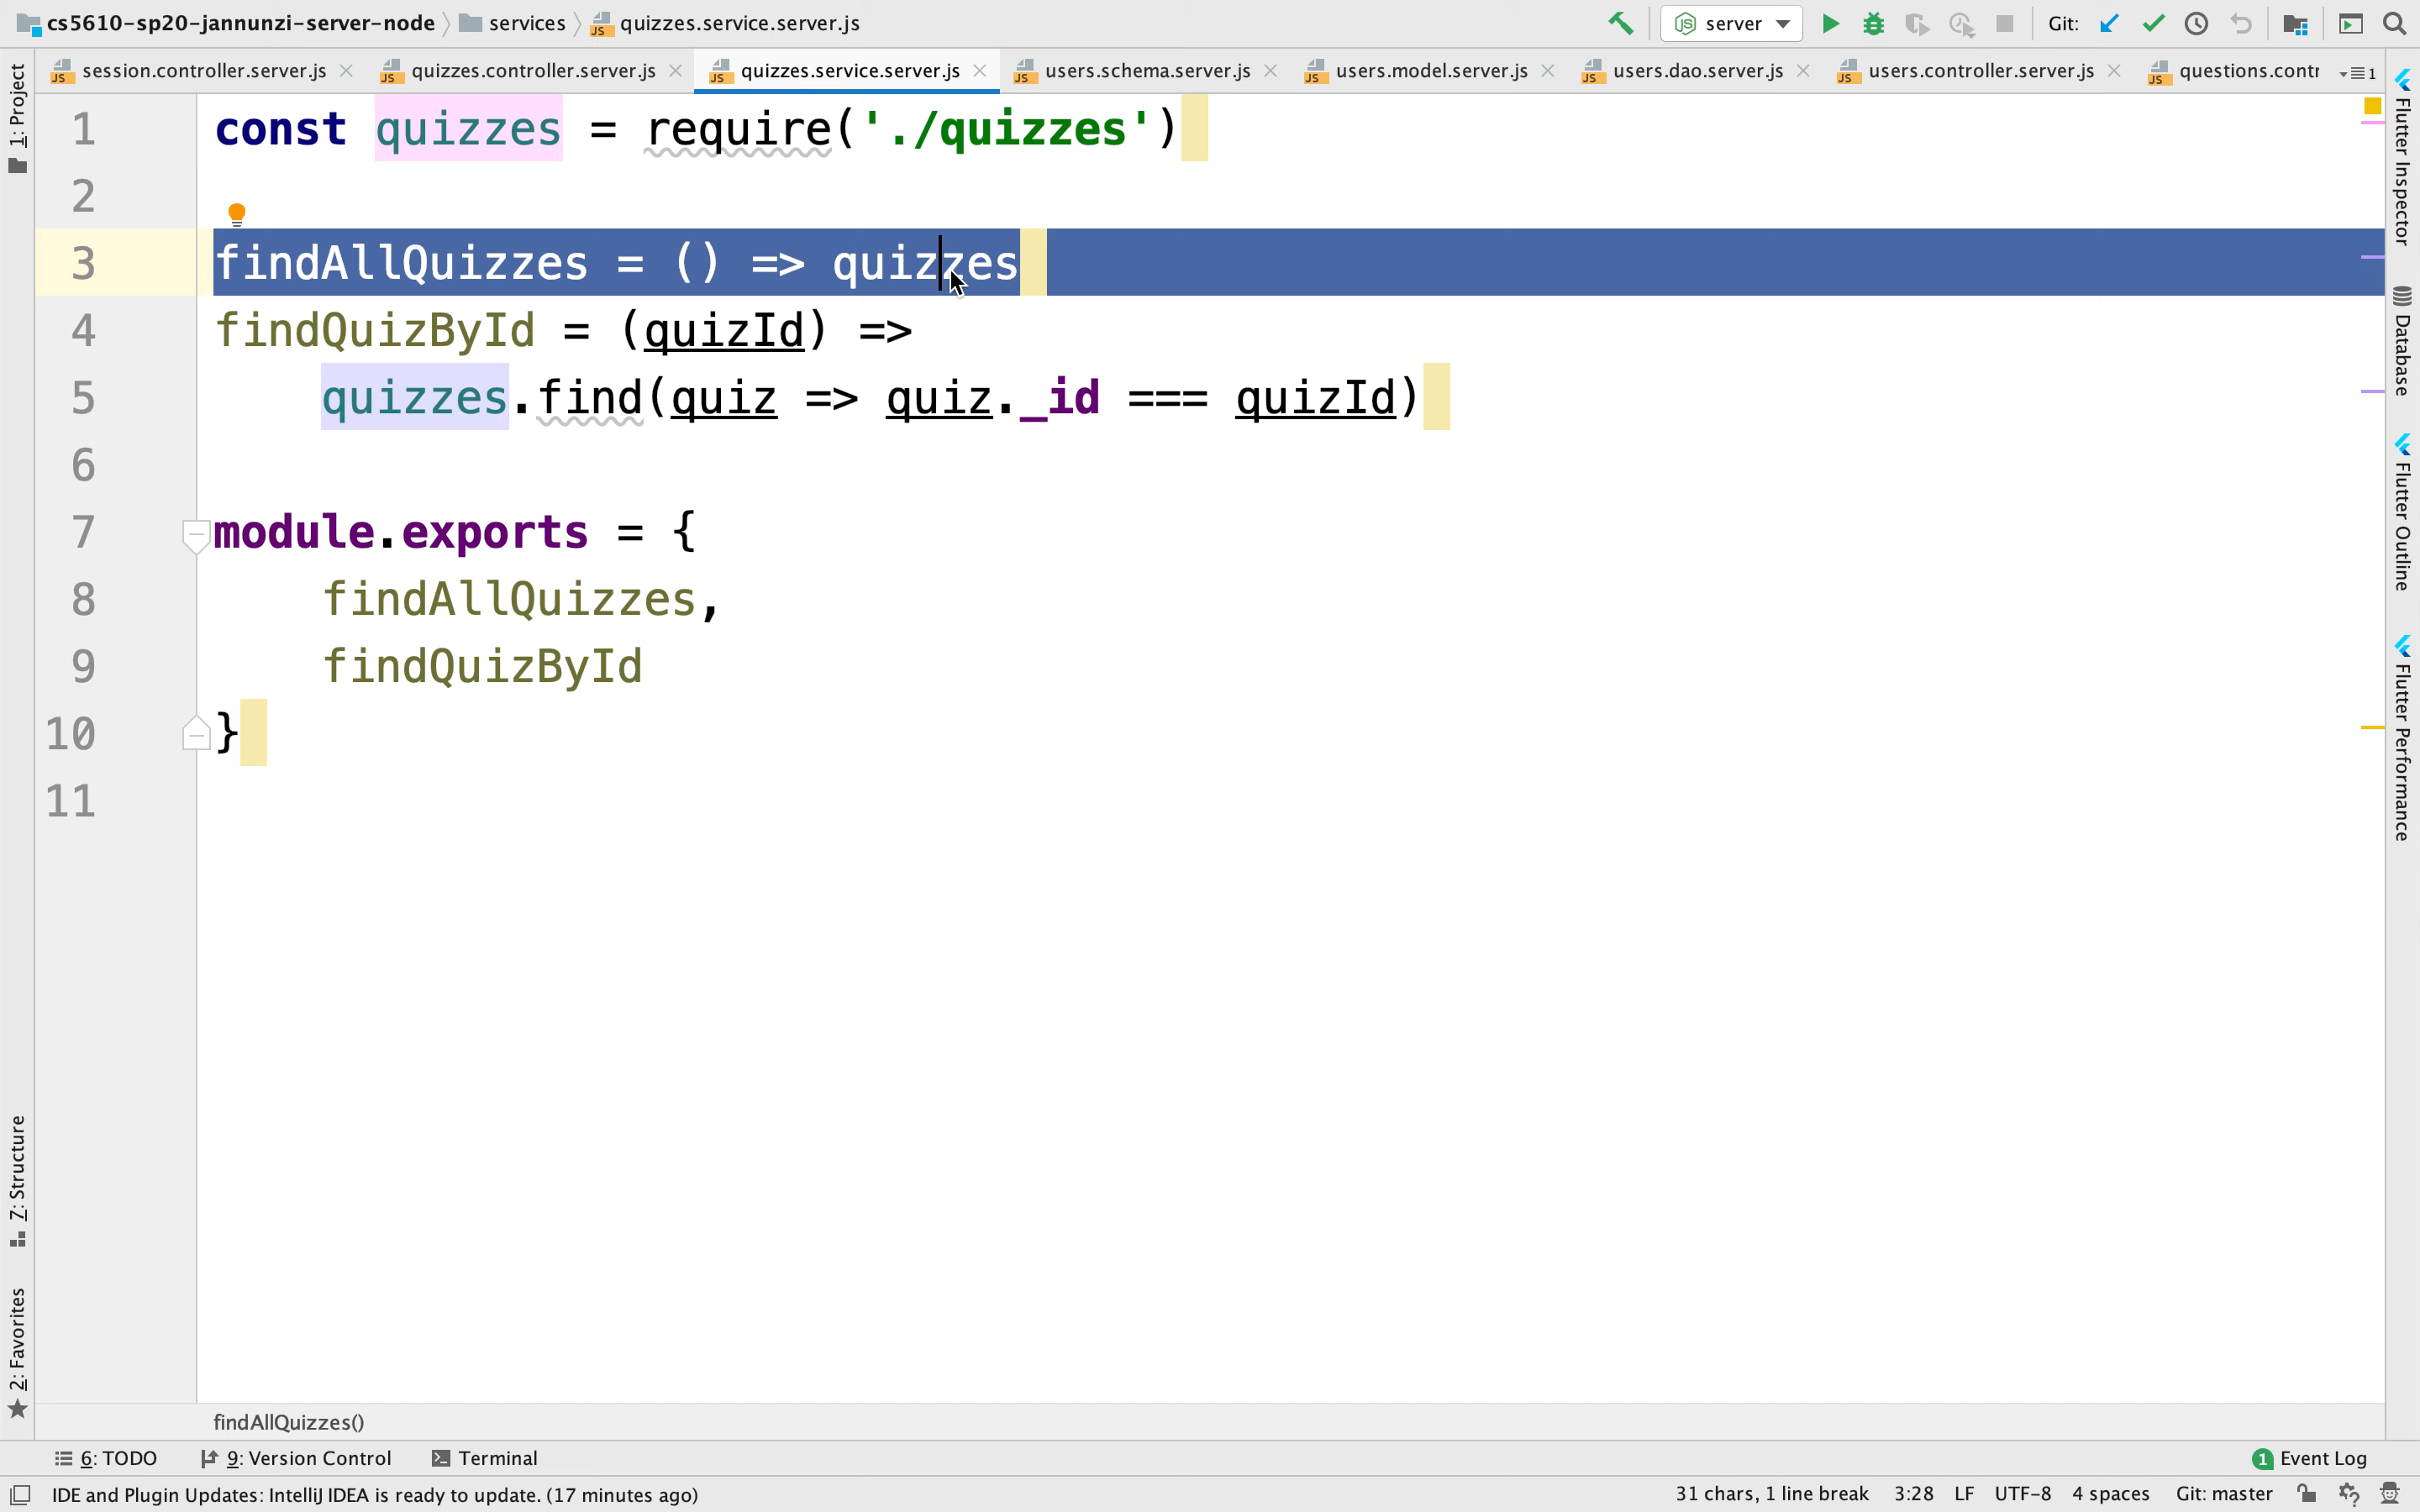 cs5610-sp20-jannunzi-server-node services quizzes.service.server.js server Git:
session.controller.server.js quizzes.controller.server.js quizzes.service.server.js users.schema.server.js users.model.server.js users.dao.server.js users.controller.server.js questions.contr 1
1: Project
7: Structure
2: Favorites
1 const quizzes = require('./quizzes')
2
3 findAllQuizzes = () => quizzes
4 findQuizById = (quizId) =>
5 quizzes.find(quiz => quiz._id === quizId)
6
7 module.exports = {
8 findAllQuizzes,
9 findQuizById
10 }
11
Flutter Inspector
Database
Flutter Outline
Flutter Performance
findAllQuizzes()
6: TODO 9: Version Control Terminal 1 Event Log
IDE and Plugin Updates: IntelliJ IDEA is ready to update. (17 minutes ago) 31 chars, 1 line break 3:28 LF UTF-8 4 spaces Git: master